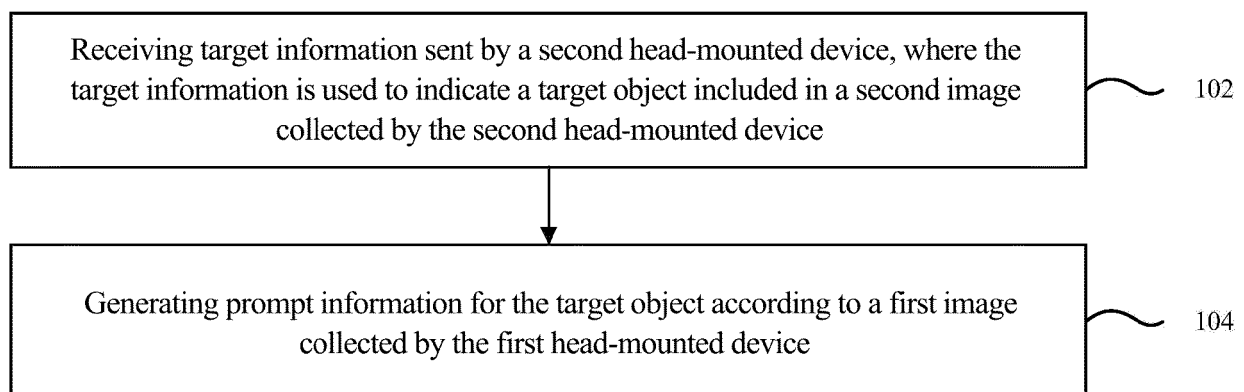 Receiving target information sent by a second head-mounted device, where the
target information is used to indicate a target object included in a second image
collected by the second head-mounted device
102
Generating prompt information for the target object according to a first image
collected by the first head-mounted device
104